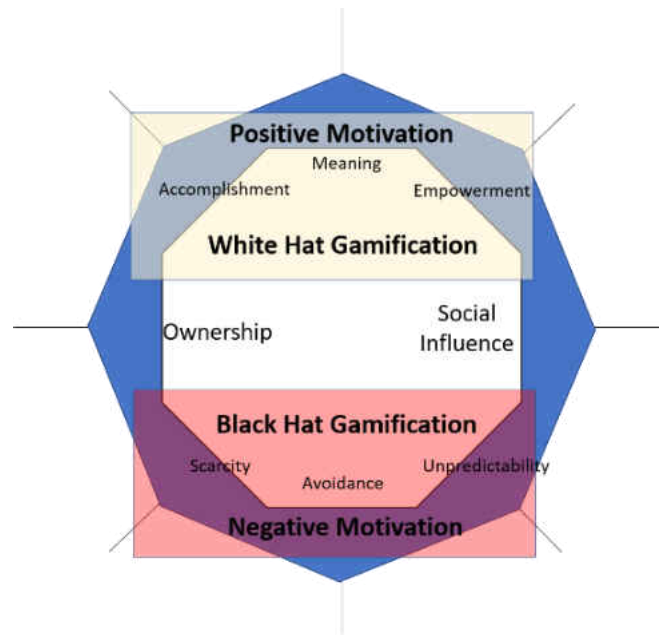 Positive Motivation
Meaning
Accomplishment
Empowerment
White Hat Gamification
Ownership
Social
Influence
Black Hat Gamification
Scarcity
Unpredictability
Avoidance
Negative Motivation